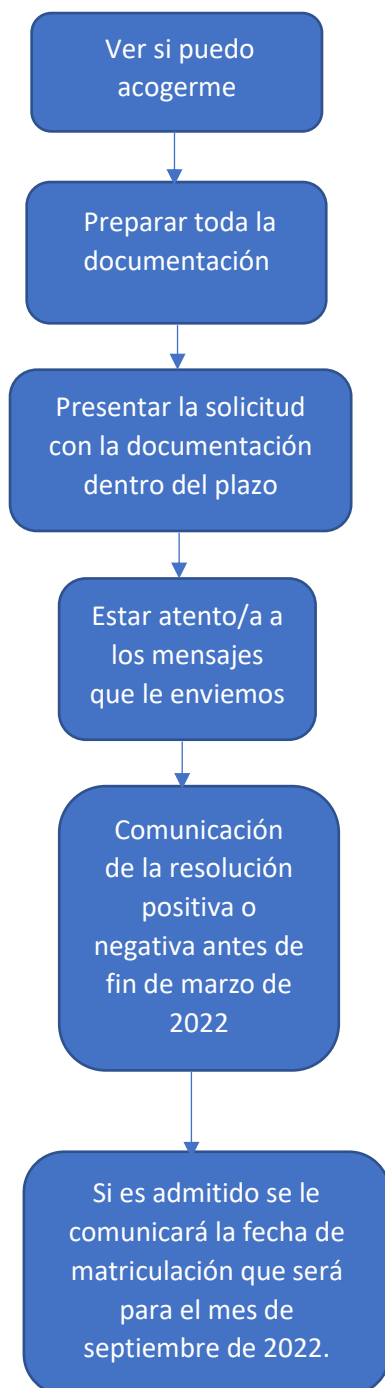 Ver si puedo
acogerme
Preparar toda la
documentación
Presentar la solicitud
con la documentación
dentro del plazo
Estar atento/a a
los mensajes
que le enviemos
Comunicación
de la resolución
positiva o
negativa antes de
fin de marzo de
2022
Si es admitido se le
comunicará la fecha de
matriculación que será
para el mes de
septiembre de 2022.